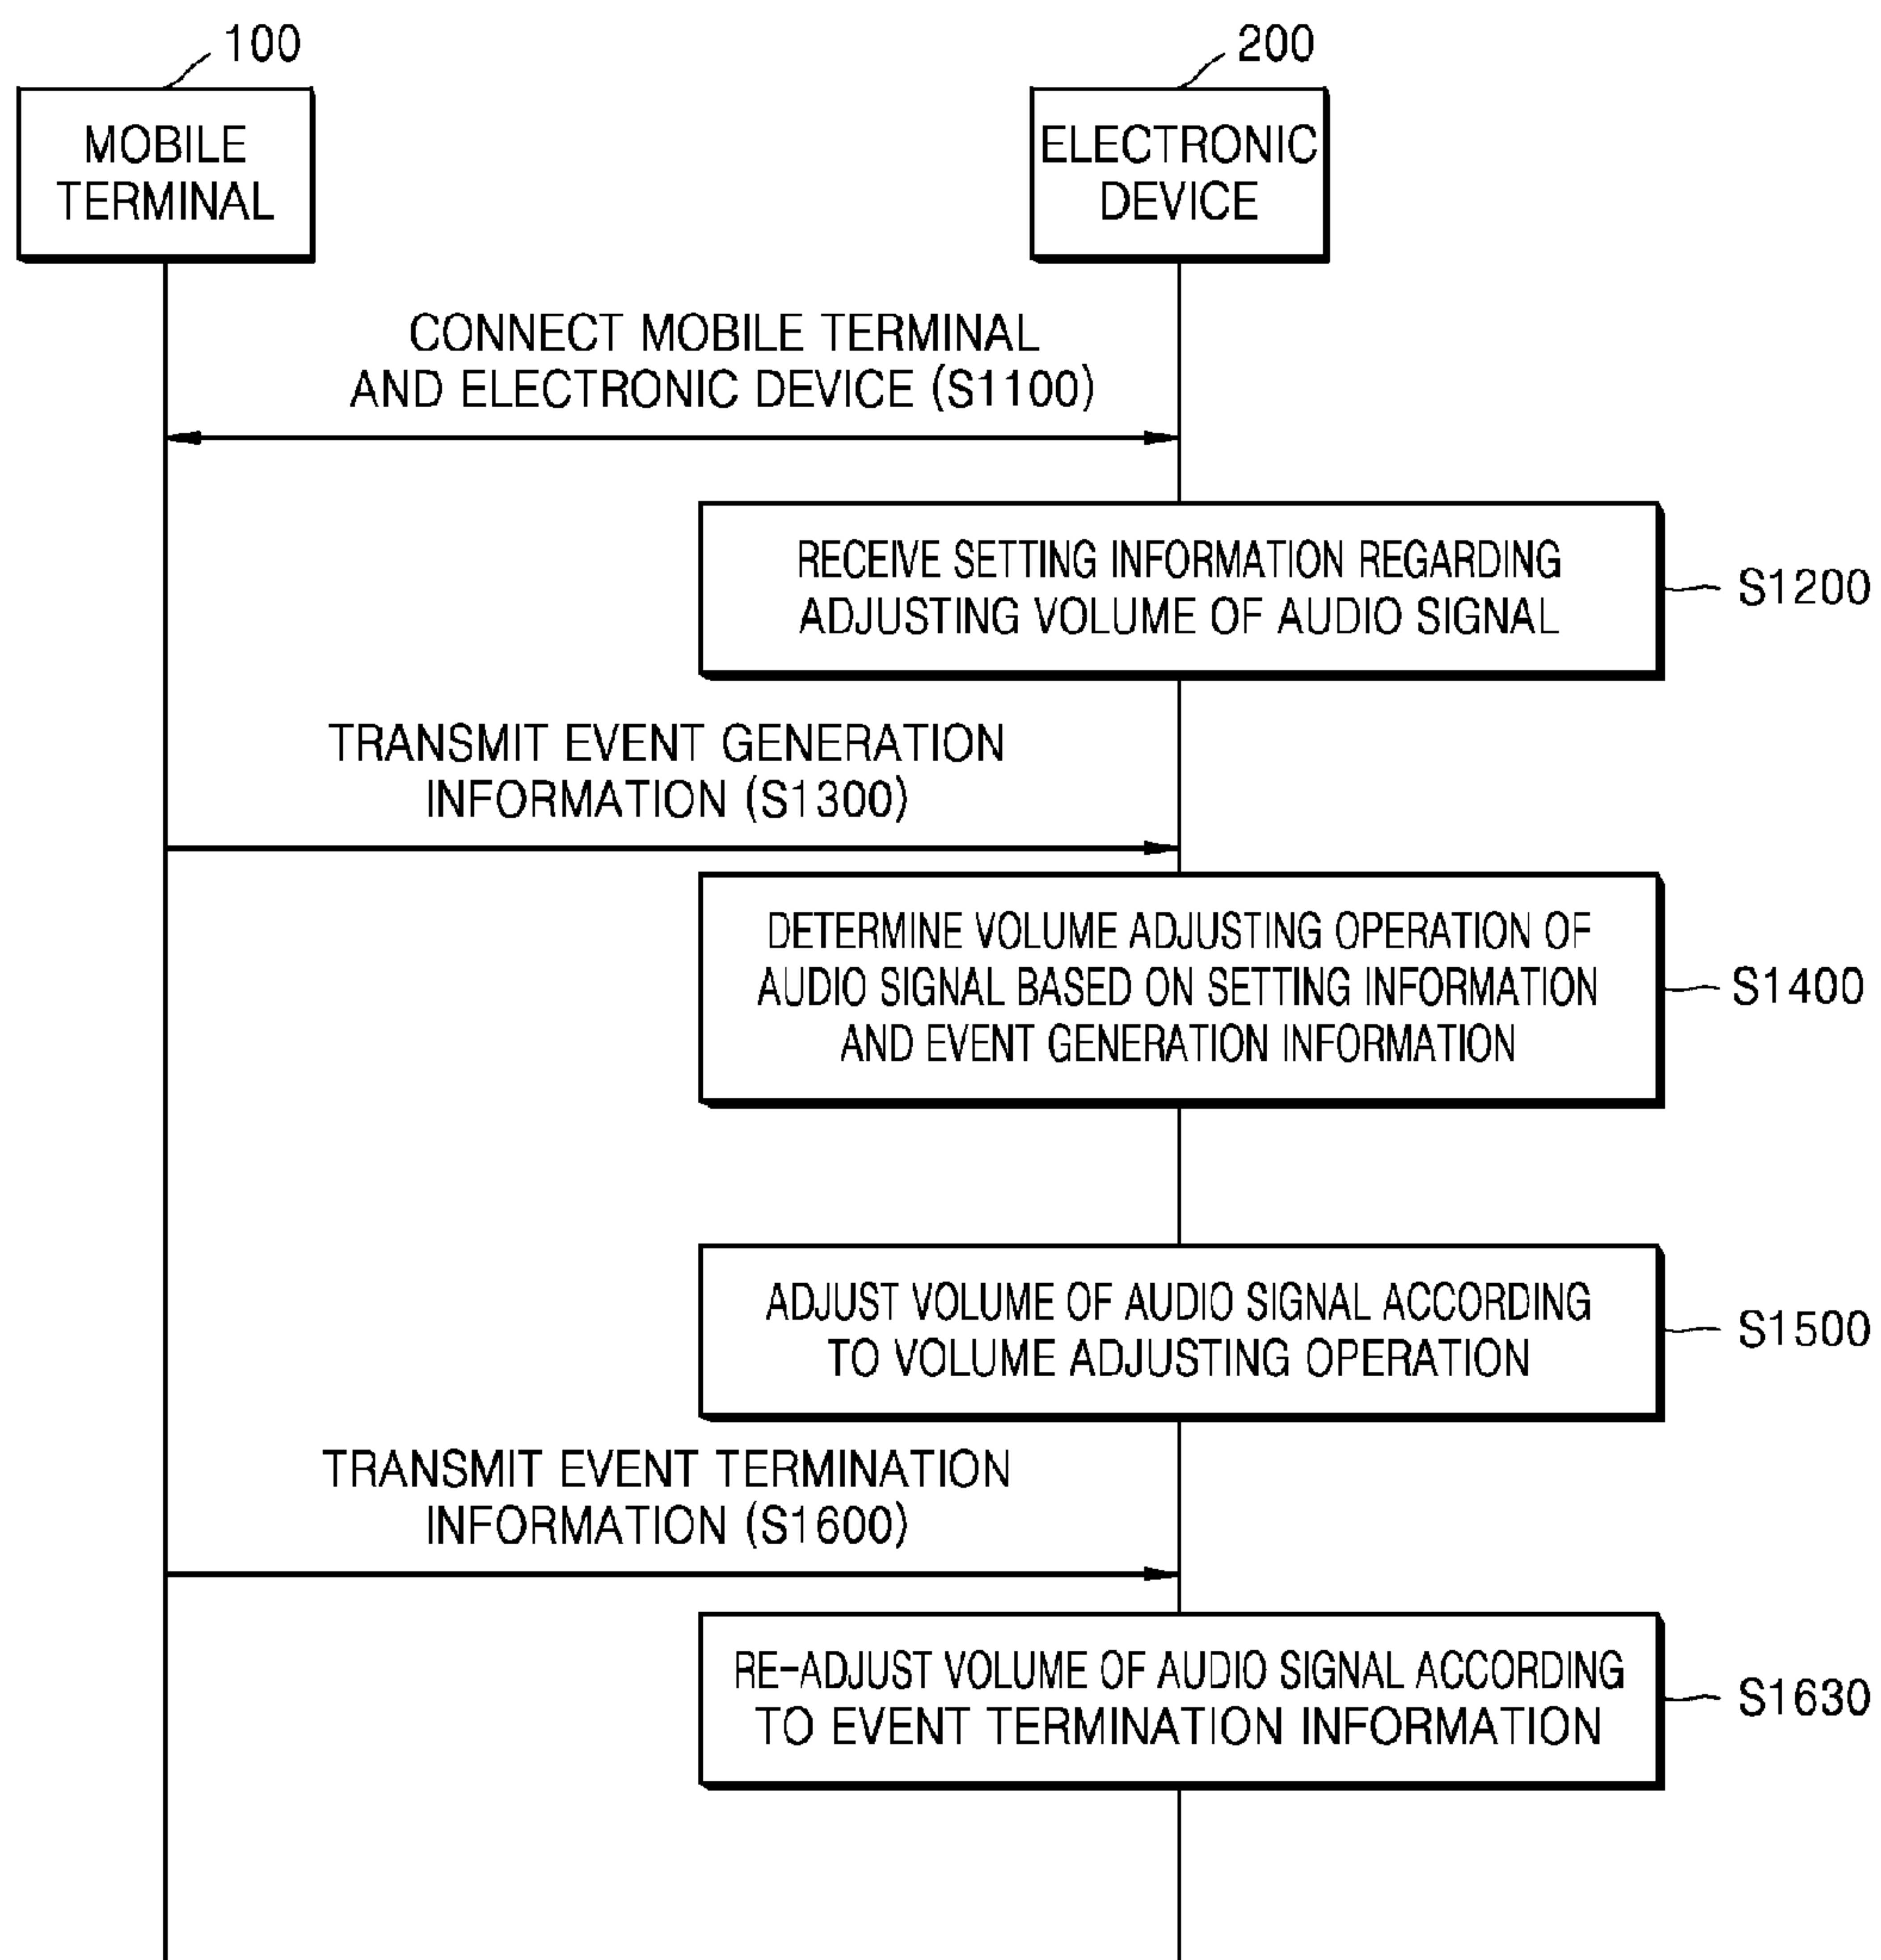 100
200
MOBILE
TERMINAL
ELECTRONIC
DEVICE
CONNECT MOBILE TERMINAL
AND ELECTRONIC DEVICE (S1100)
RECEIVE SETTING INFORMATION REGARDING
ADJUSTING VOLUME OF AUDIO SIGNAL
S1200
TRANSMIT EVENT GENERATION
INFORMATION (S1300)
DETERMINE VOLUME ADJUSTING OPERATION OF
AUDIO SIGNAL BASED ON SETTING INFORMATION
AND EVENT GENERATION INFORMATION
S1400
ADJUST VOLUME OF AUDIO SIGNAL ACCORDING
TO VOLUME ADJUSTING OPERATION
S1500
TRANSMIT EVENT TERMINATION
INFORMATION (S1600)
RE-ADJUST VOLUME OF AUDIO SIGNAL ACCORDING
TO EVENT TERMINATION INFORMATION
S1630